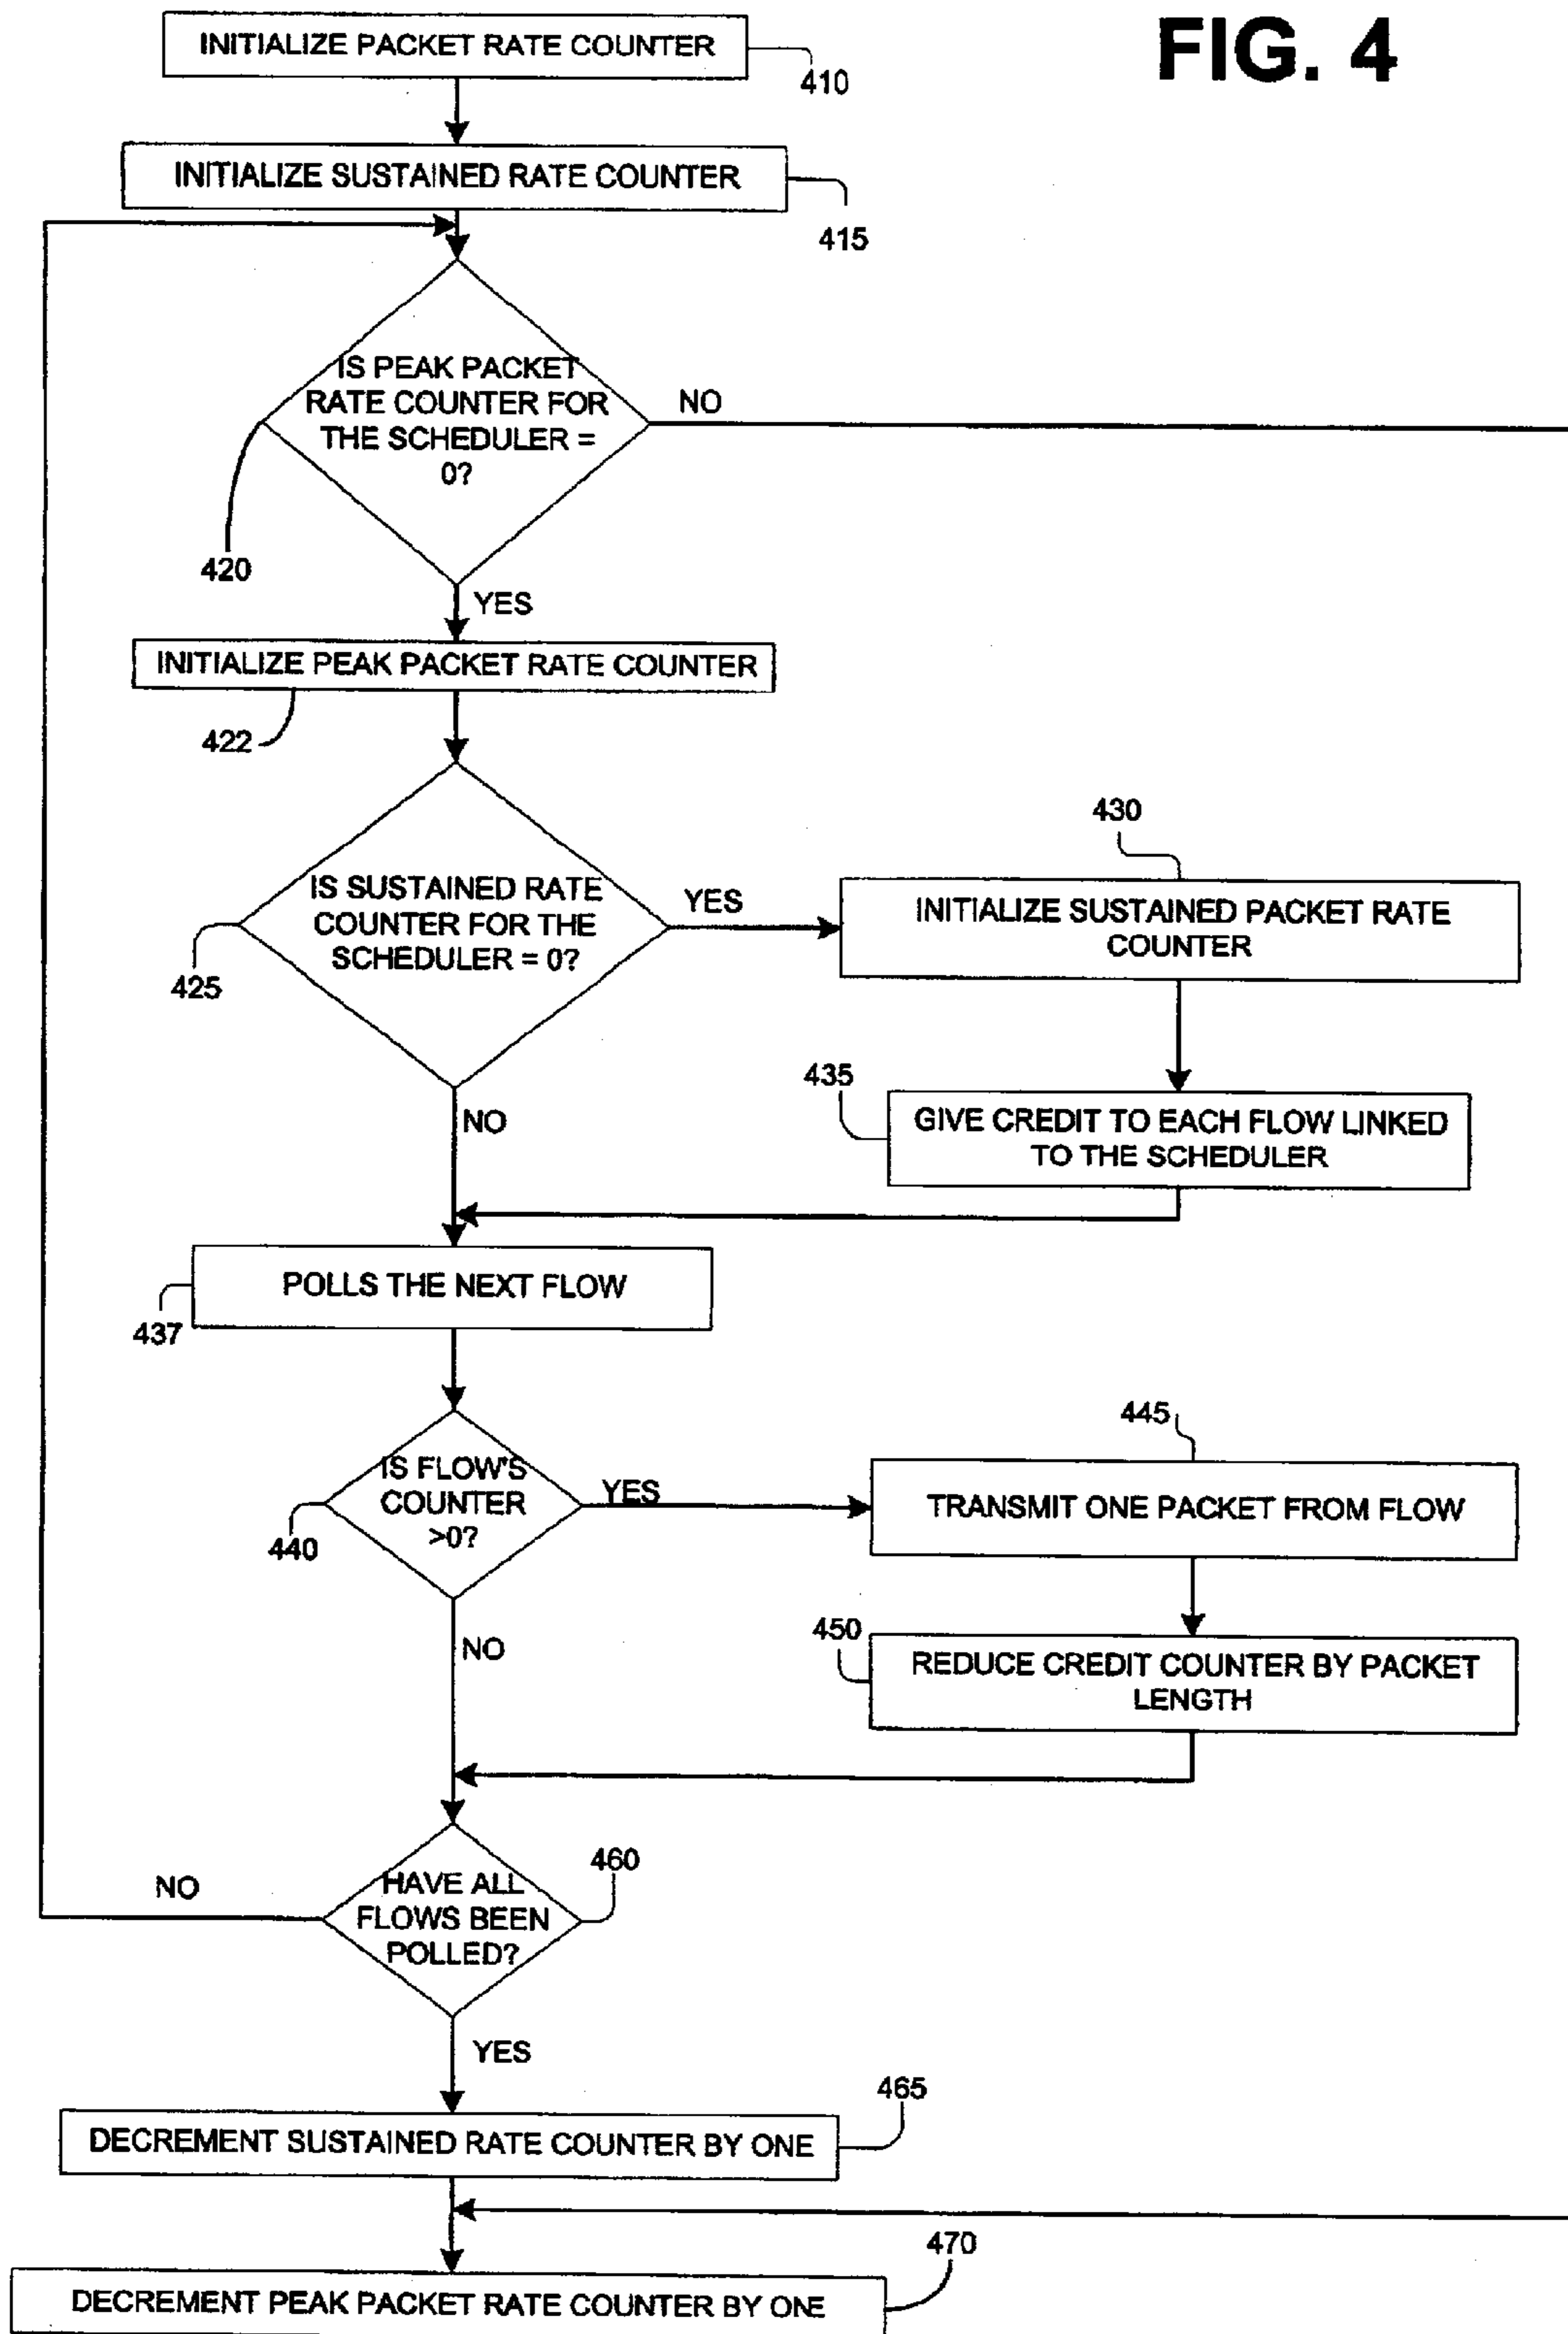 FIG. 4
INITIALIZE PACKET RATE COUNTER
410
INITIALIZE SUSTAINED RATE COUNTER
415
IS PEAK PACKET
RATE COUNTER FOR
THE SCHEDULER =
0?
NO
420
YES
INITIALIZE PEAK PACKET RATE COUNTER
422
IS SUSTAINED RATE
COUNTER FOR THE
SCHEDULER = 0?
425
YES
430
INITIALIZE SUSTAINED PACKET RATE
COUNTER
NO
435
GIVE CREDIT TO EACH FLOW LINKED
TO THE SCHEDULER
POLLS THE NEXT FLOW
437
IS FLOW'S
COUNTER
>0?
440
YES
445
TRANSMIT ONE PACKET FROM FLOW
NO
450
REDUCE CREDIT COUNTER BY PACKET
LENGTH
HAVE ALL
FLOWS BEEN
POLLED?
460
NO
YES
465
DECREMENT SUSTAINED RATE COUNTER BY ONE
470
DECREMENT PEAK PACKET RATE COUNTER BY ONE